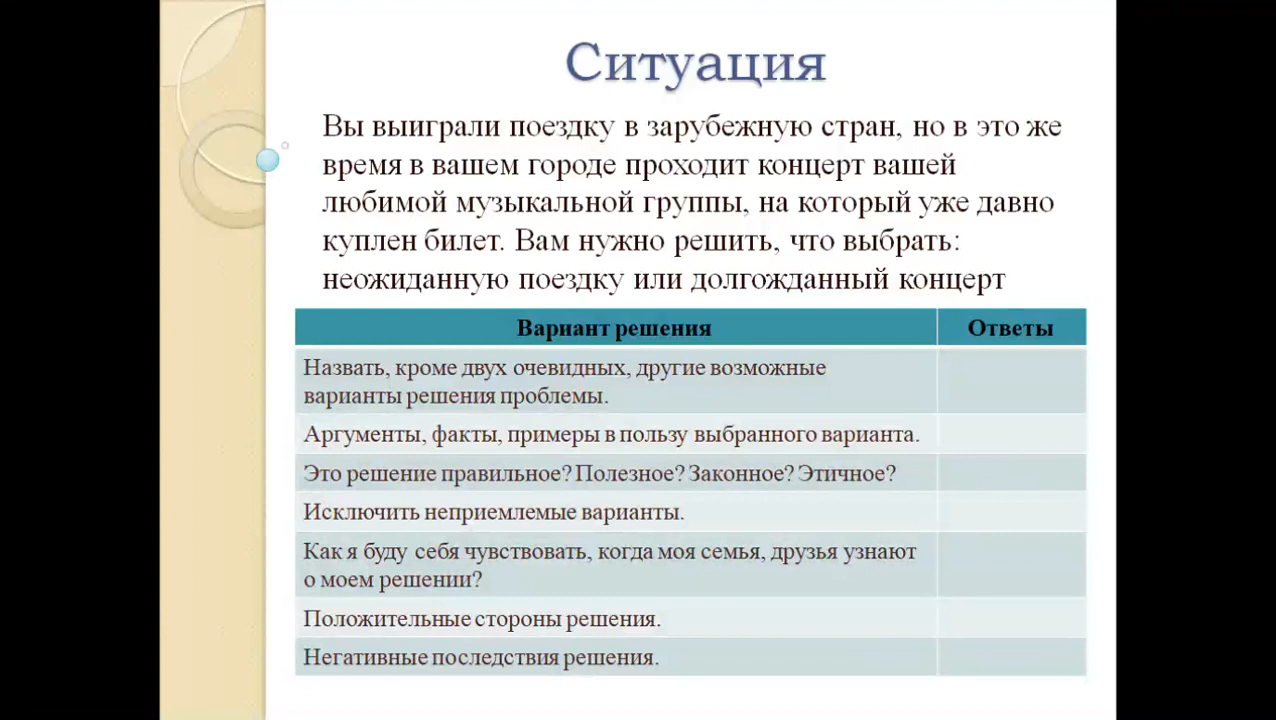 Ситуация
Вы выиграли поездку в зарубежную стран, но в это же
время в вашем городе проходит концерт вашей
любимой музыкальной группы, на который уже давно
куплен билет. Вам нужно решить, что выбрать:
неожиданную поездку или долгожданный концерт
Вариант решения
Ответы
Назвать, кроме двух очевидных, другие возможные
варианты решения проблемы.
Аргументы, факты, примеры в пользу выбранного варианта.
Это решение правильное? Полезное? Законное? Этичное?
Исключить неприемлемые варианты.
Как я буду себя чувствовать, когда моя семья, друзья узнают
о моем решении?
Положительные стороны решения.
Негативные последствия решения.